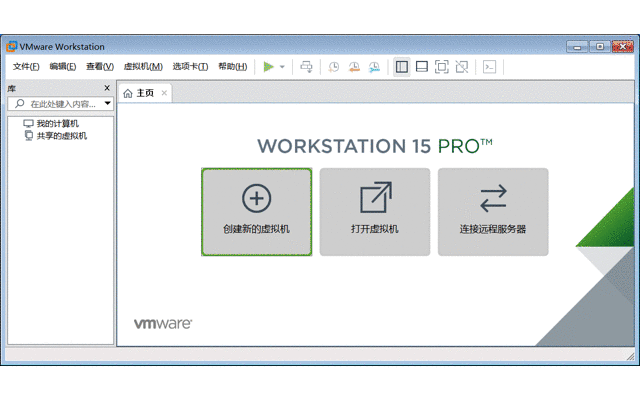 VMware Workstation
文件(F) 编辑(E) 查看(V) 虚拟机(M) 选项卡(T) 帮助(H)
库
在此处键入内容...
我的计算机
共享的虚拟机
主页
WORKSTATION 15 PRO™
创建新的虚拟机
打开虚拟机
连接远程服务器
vmware®